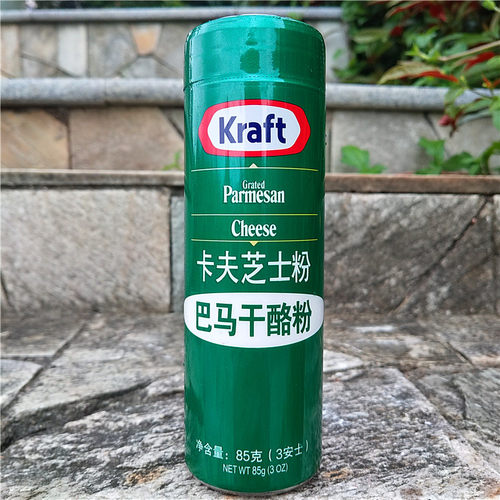 Kraft
Grated
Parmesan
Cheese
卡夫芝士粉
巴马干酪粉
净含量：85克（3安士）
NET WT 85g (3 OZ)